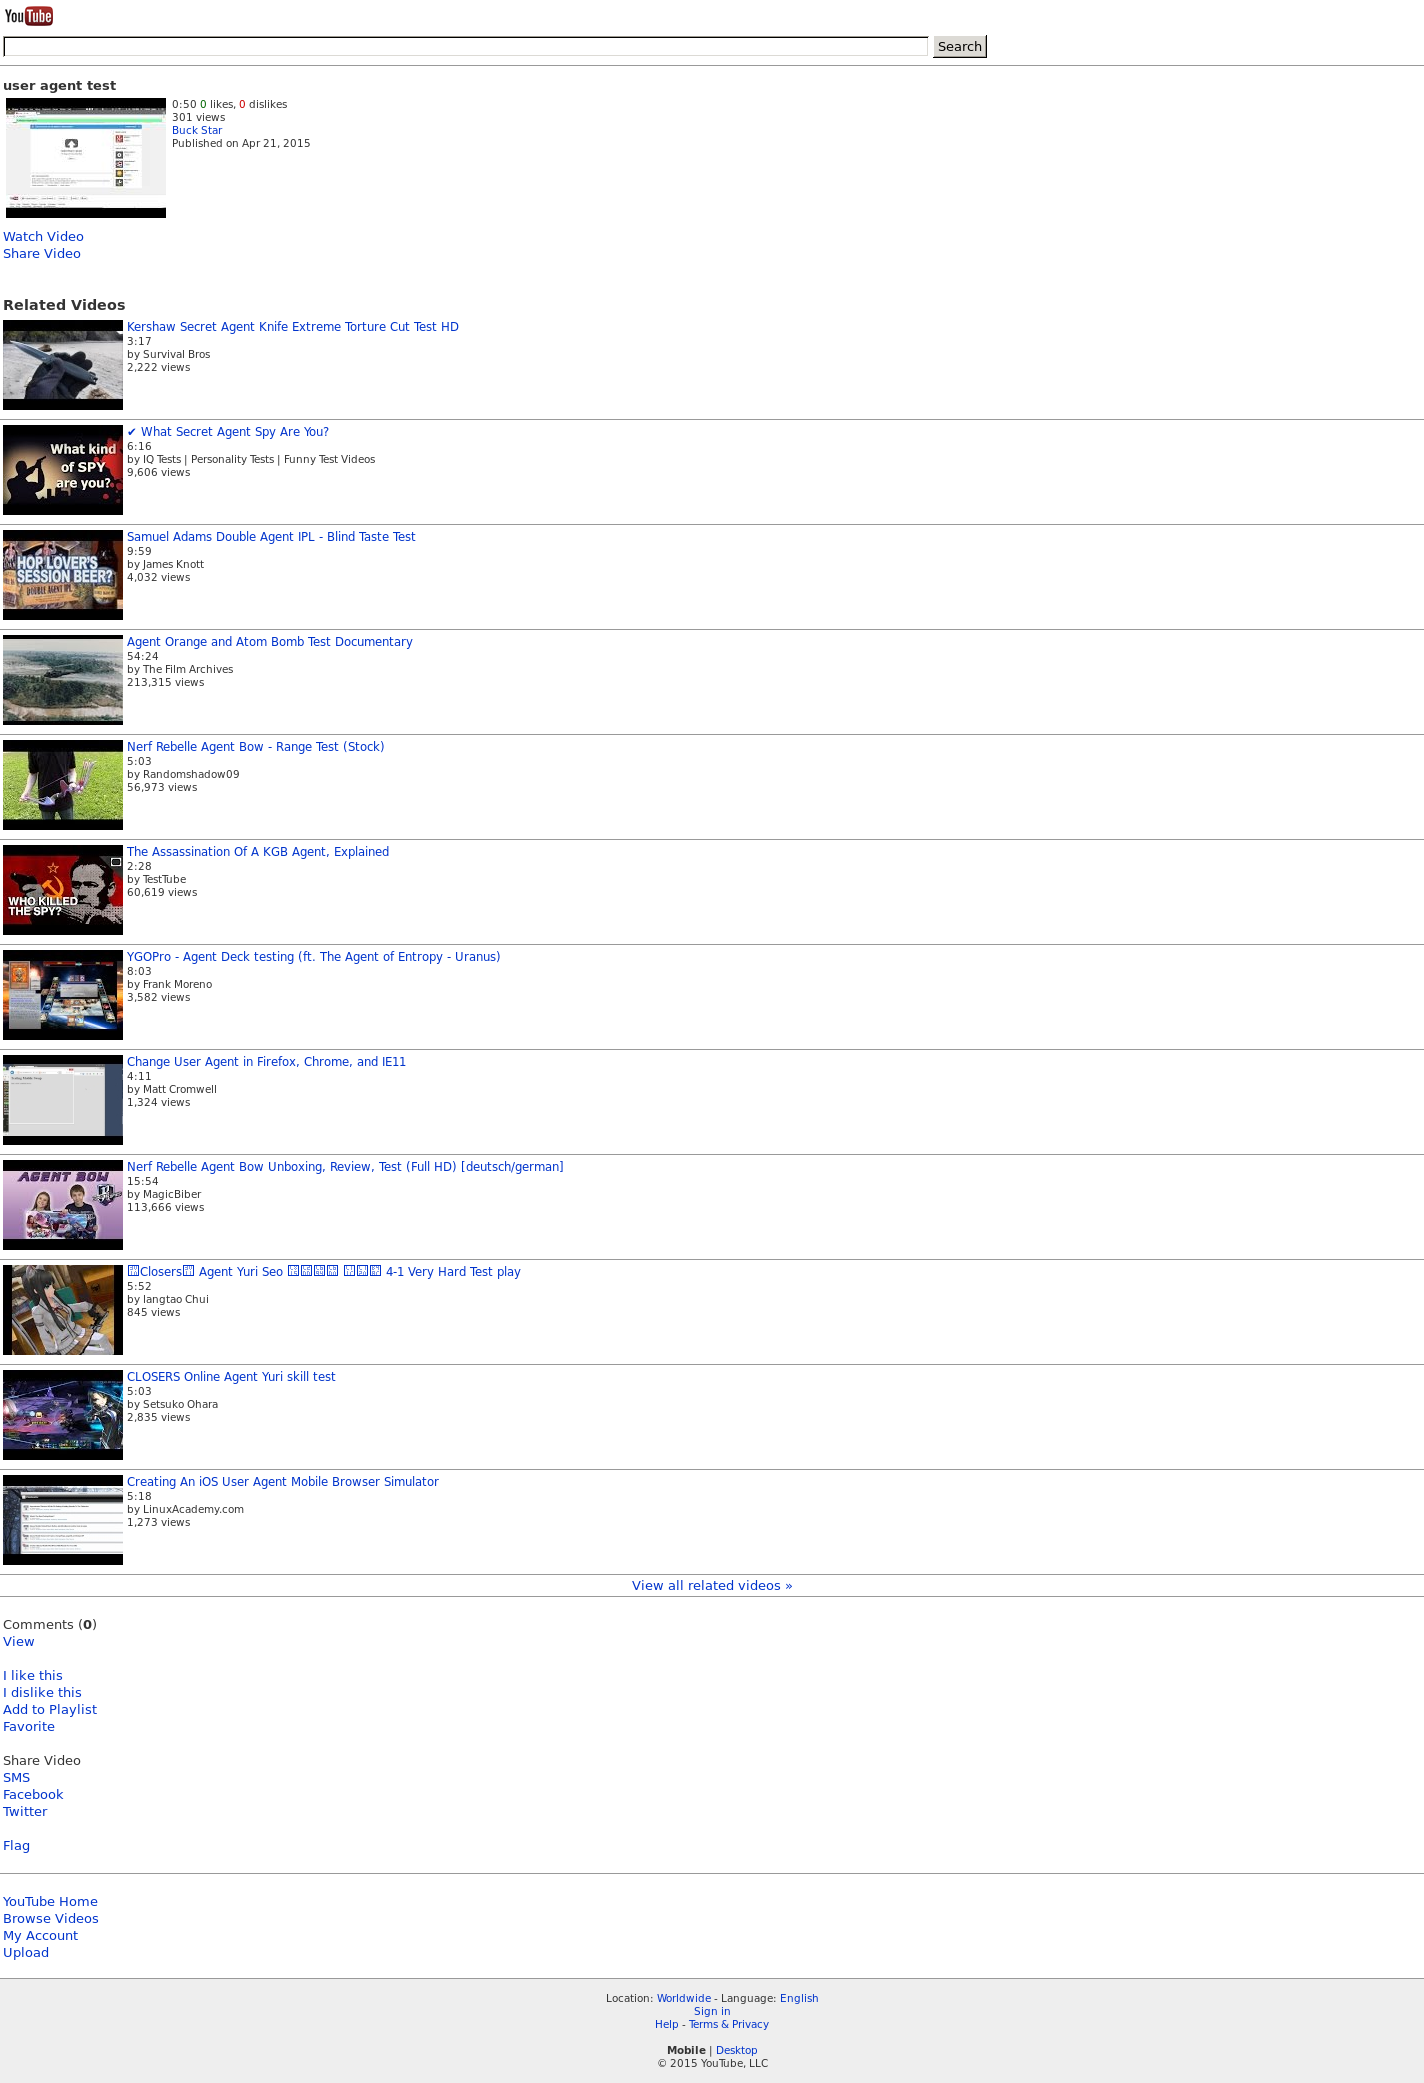 YouTube
Search
user agent test
0:50 0 likes, 0 dislikes
301 views
Buck Star
Published on Apr 21, 2015
Watch Video
Share Video
Related Videos
Kershaw Secret Agent Knife Extreme Torture Cut Test HD
3:17
by Survival Bros
2,222 views
What kind
of SPY
are you?
✔ What Secret Agent Spy Are You?
6:16
by IQ Tests | Personality Tests | Funny Test Videos
9,606 views
HOP LOVER'S
SESSION BEER?
DOUBLE AGENT IPL
Samuel Adams Double Agent IPL - Blind Taste Test
9:59
by James Knott
4,032 views
Agent Orange and Atom Bomb Test Documentary
54:24
by The Film Archives
213,315 views
Nerf Rebelle Agent Bow - Range Test (Stock)
5:03
by Randomshadow09
56,973 views
WHO KILLED
THE SPY?
The Assassination Of A KGB Agent, Explained
2:28
by TestTube
60,619 views
YGOPro - Agent Deck testing (ft. The Agent of Entropy - Uranus)
8:03
by Frank Moreno
3,582 views
Change User Agent in Firefox, Chrome, and IE11
4:11
by Matt Cromwell
1,324 views
AGENT BOW
Nerf Rebelle Agent Bow Unboxing, Review, Test (Full HD) [deutsch/german]
15:54
by MagicBiber
113,666 views
Closers Agent Yuri Seo 4-1 Very Hard Test play
5:52
by langtao Chui
845 views
CLOSERS Online Agent Yuri skill test
5:03
by Setsuko Ohara
2,835 views
Creating An iOS User Agent Mobile Browser Simulator
5:18
by LinuxAcademy.com
1,273 views
View all related videos »
Comments (0)
View
I like this
I dislike this
Add to Playlist
Favorite
Share Video
SMS
Facebook
Twitter
Flag
YouTube Home
Browse Videos
My Account
Upload
Location: Worldwide - Language: English
Sign in
Help - Terms & Privacy
Mobile | Desktop
© 2015 YouTube, LLC